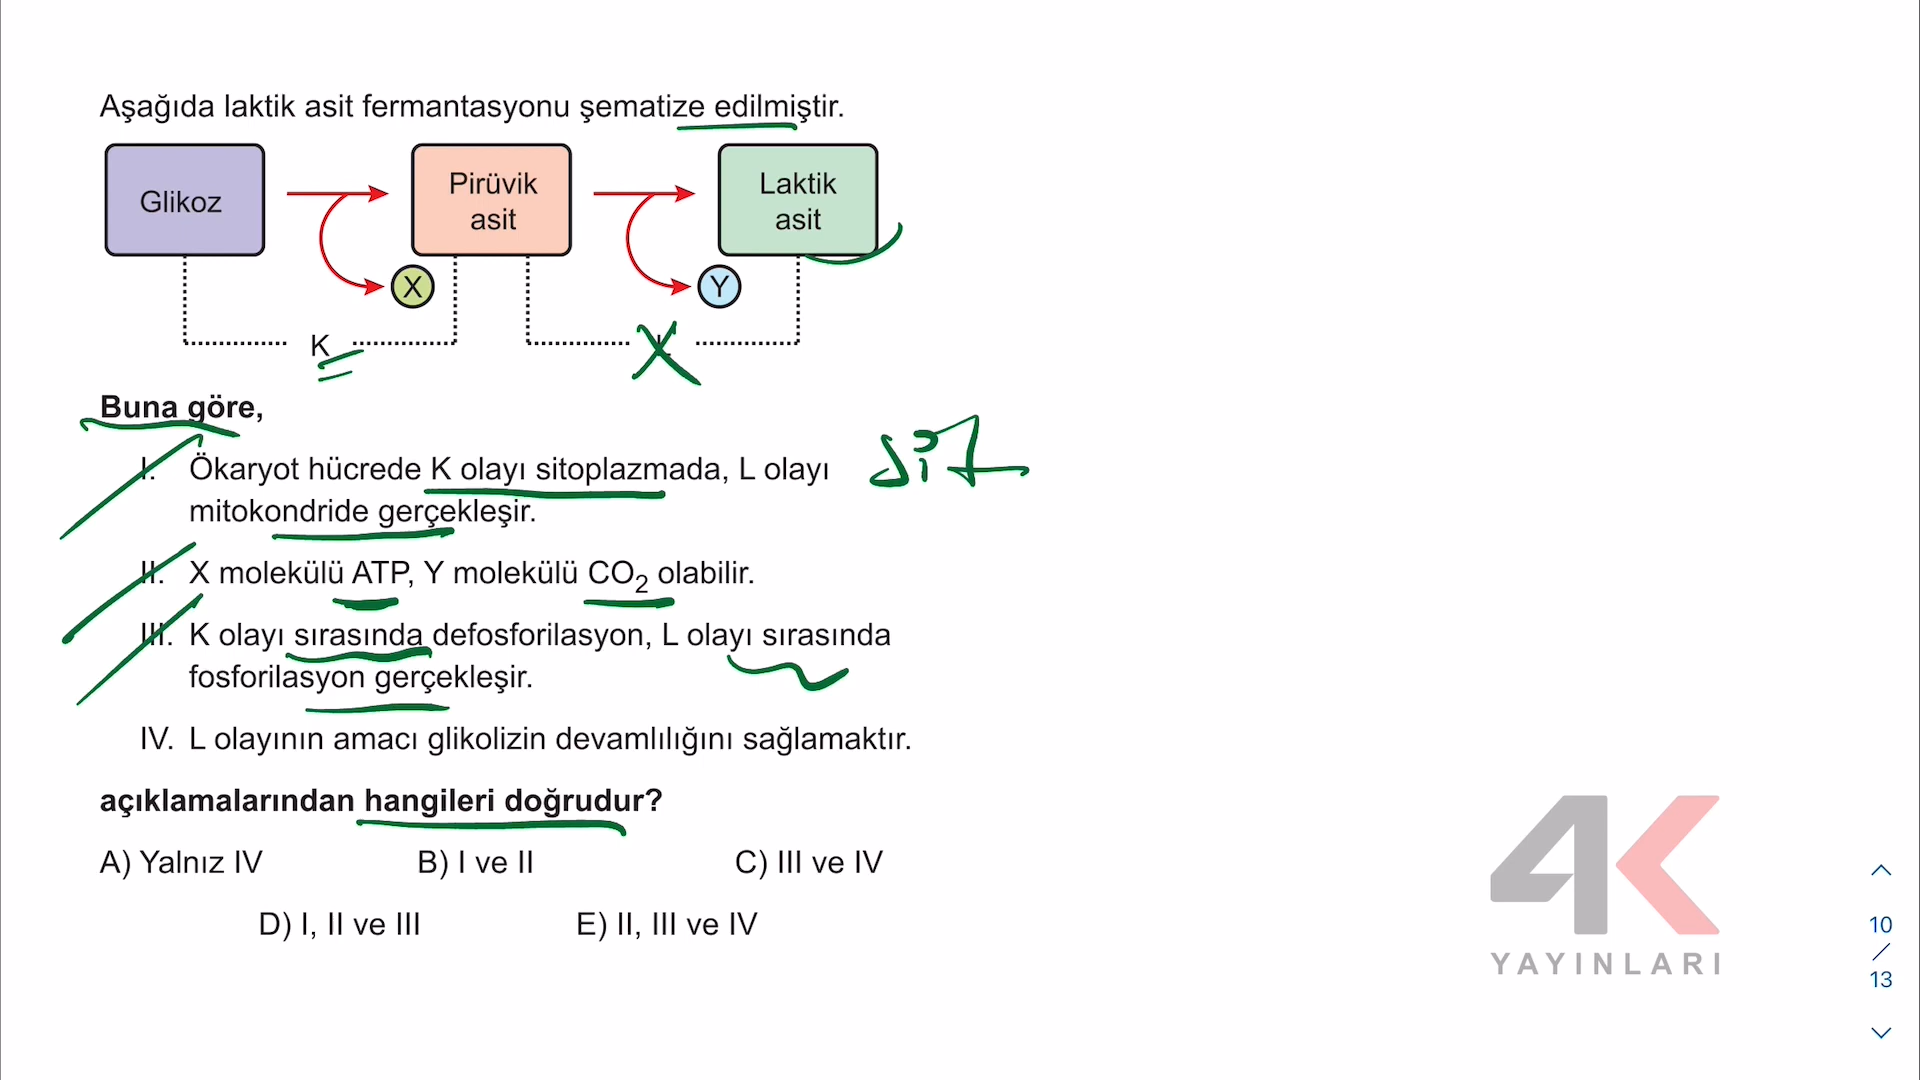 Aşağıda laktik asit fermantasyonu şematize edilmiştir.
Glikoz
Pirüvik
asit
Laktik
asit
X
Y
K
Buna göre,
I. Ökaryot hücrede K olayı sitoplazmada, L olayı
mitokondride gerçekleşir.
sit
II. X molekülü ATP, Y molekülü CO₂ olabilir.
III. K olayı sırasında defosforilasyon, L olayı sırasında
fosforilasyon gerçekleşir.
IV. L olayının amacı glikolizin devamlılığını sağlamaktır.
açıklamalarından hangileri doğrudur?
A) Yalnız IV B) I ve II C) III ve IV
D) I, II ve III E) II, III ve IV
4K
YAYINLARI
10
/
13